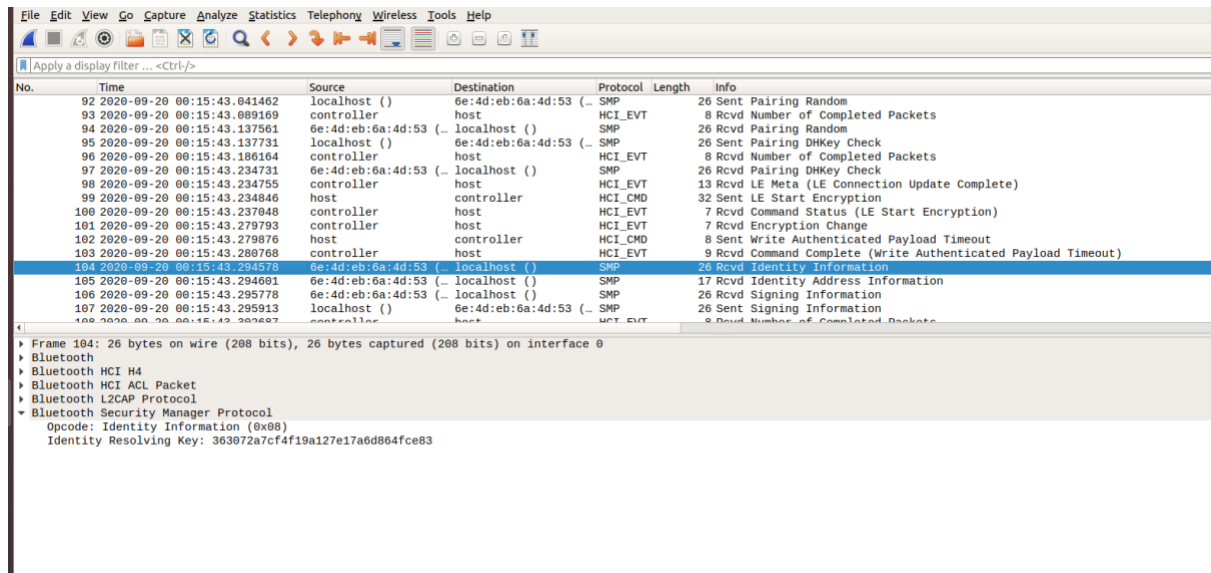 File Edit View Go Capture Analyze Statistics Telephony Wireless Tools Help
Apply a display filter ... <Ctrl-/>
No. Time Source Destination Protocol Length Info
92 2020-09-20 00:15:43.041462 localhost () 6e:4d:eb:6a:4d:53 (… SMP 26 Sent Pairing Random
93 2020-09-20 00:15:43.089169 controller host HCI_EVT 8 Rcvd Number of Completed Packets
94 2020-09-20 00:15:43.137561 6e:4d:eb:6a:4d:53 (… localhost () SMP 26 Rcvd Pairing Random
95 2020-09-20 00:15:43.137731 localhost () 6e:4d:eb:6a:4d:53 (… SMP 26 Sent Pairing DHKey Check
96 2020-09-20 00:15:43.186164 controller host HCI_EVT 8 Rcvd Number of Completed Packets
97 2020-09-20 00:15:43.234731 6e:4d:eb:6a:4d:53 (… localhost () SMP 26 Rcvd Pairing DHKey Check
98 2020-09-20 00:15:43.234755 controller host HCI_EVT 13 Rcvd LE Meta (LE Connection Update Complete)
99 2020-09-20 00:15:43.234846 host controller HCI_CMD 32 Sent LE Start Encryption
100 2020-09-20 00:15:43.237048 controller host HCI_EVT 7 Rcvd Command Status (LE Start Encryption)
101 2020-09-20 00:15:43.279793 controller host HCI_EVT 7 Rcvd Encryption Change
102 2020-09-20 00:15:43.279876 host controller HCI_CMD 8 Sent Write Authenticated Payload Timeout
103 2020-09-20 00:15:43.280768 controller host HCI_EVT 9 Rcvd Command Complete (Write Authenticated Payload Timeout)
104 2020-09-20 00:15:43.294578 6e:4d:eb:6a:4d:53 (… localhost () SMP 26 Rcvd Identity Information
105 2020-09-20 00:15:43.294601 6e:4d:eb:6a:4d:53 (… localhost () SMP 17 Rcvd Identity Address Information
106 2020-09-20 00:15:43.295778 6e:4d:eb:6a:4d:53 (… localhost () SMP 26 Rcvd Signing Information
107 2020-09-20 00:15:43.295913 localhost () 6e:4d:eb:6a:4d:53 (… SMP 26 Sent Signing Information
108 2020-09-20 00:15:43.302687 controller host HCI_EVT 8 Rcvd Number of Completed Packets
Frame 104: 26 bytes on wire (208 bits), 26 bytes captured (208 bits) on interface 0
Bluetooth
Bluetooth HCI H4
Bluetooth HCI ACL Packet
Bluetooth L2CAP Protocol
Bluetooth Security Manager Protocol
Opcode: Identity Information (0x08)
Identity Resolving Key: 363072a7cf4f19a127e17a6d864fce83